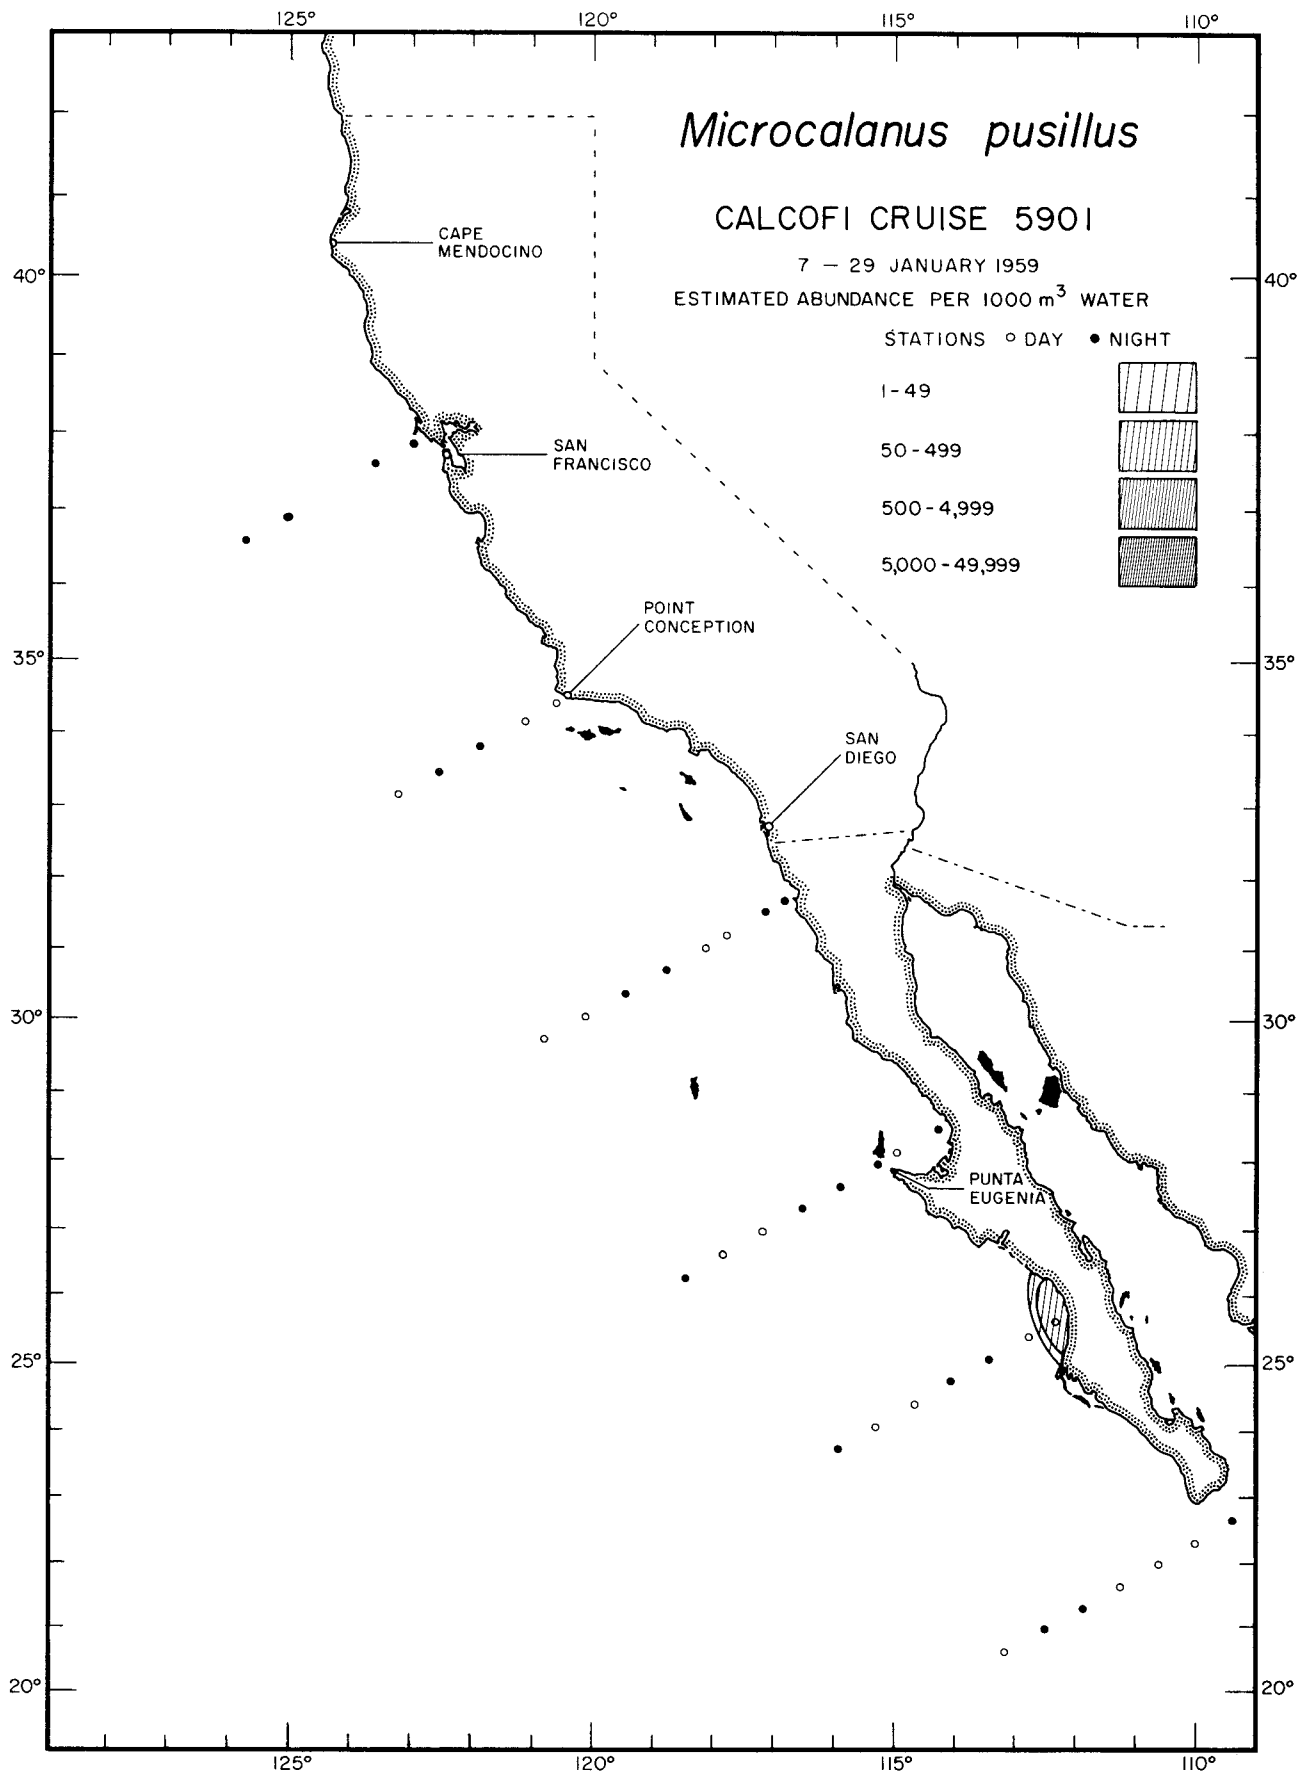 125° 120° 115° 110°
Microcalanus pusillus
CALCOFI CRUISE 5901
7 — 29 JANUARY 1959
ESTIMATED ABUNDANCE PER 1000 m³ WATER
STATIONS ○ DAY ● NIGHT
1-49
50-499
500-4,999
5,000-49,999
CAPE
MENDOCINO
40° 40°
SAN
FRANCISCO
POINT
CONCEPTION
35° 35°
SAN
DIEGO
30° 30°
PUNTA
EUGENIA
25° 25°
20° 20°
125° 120° 115° 110°